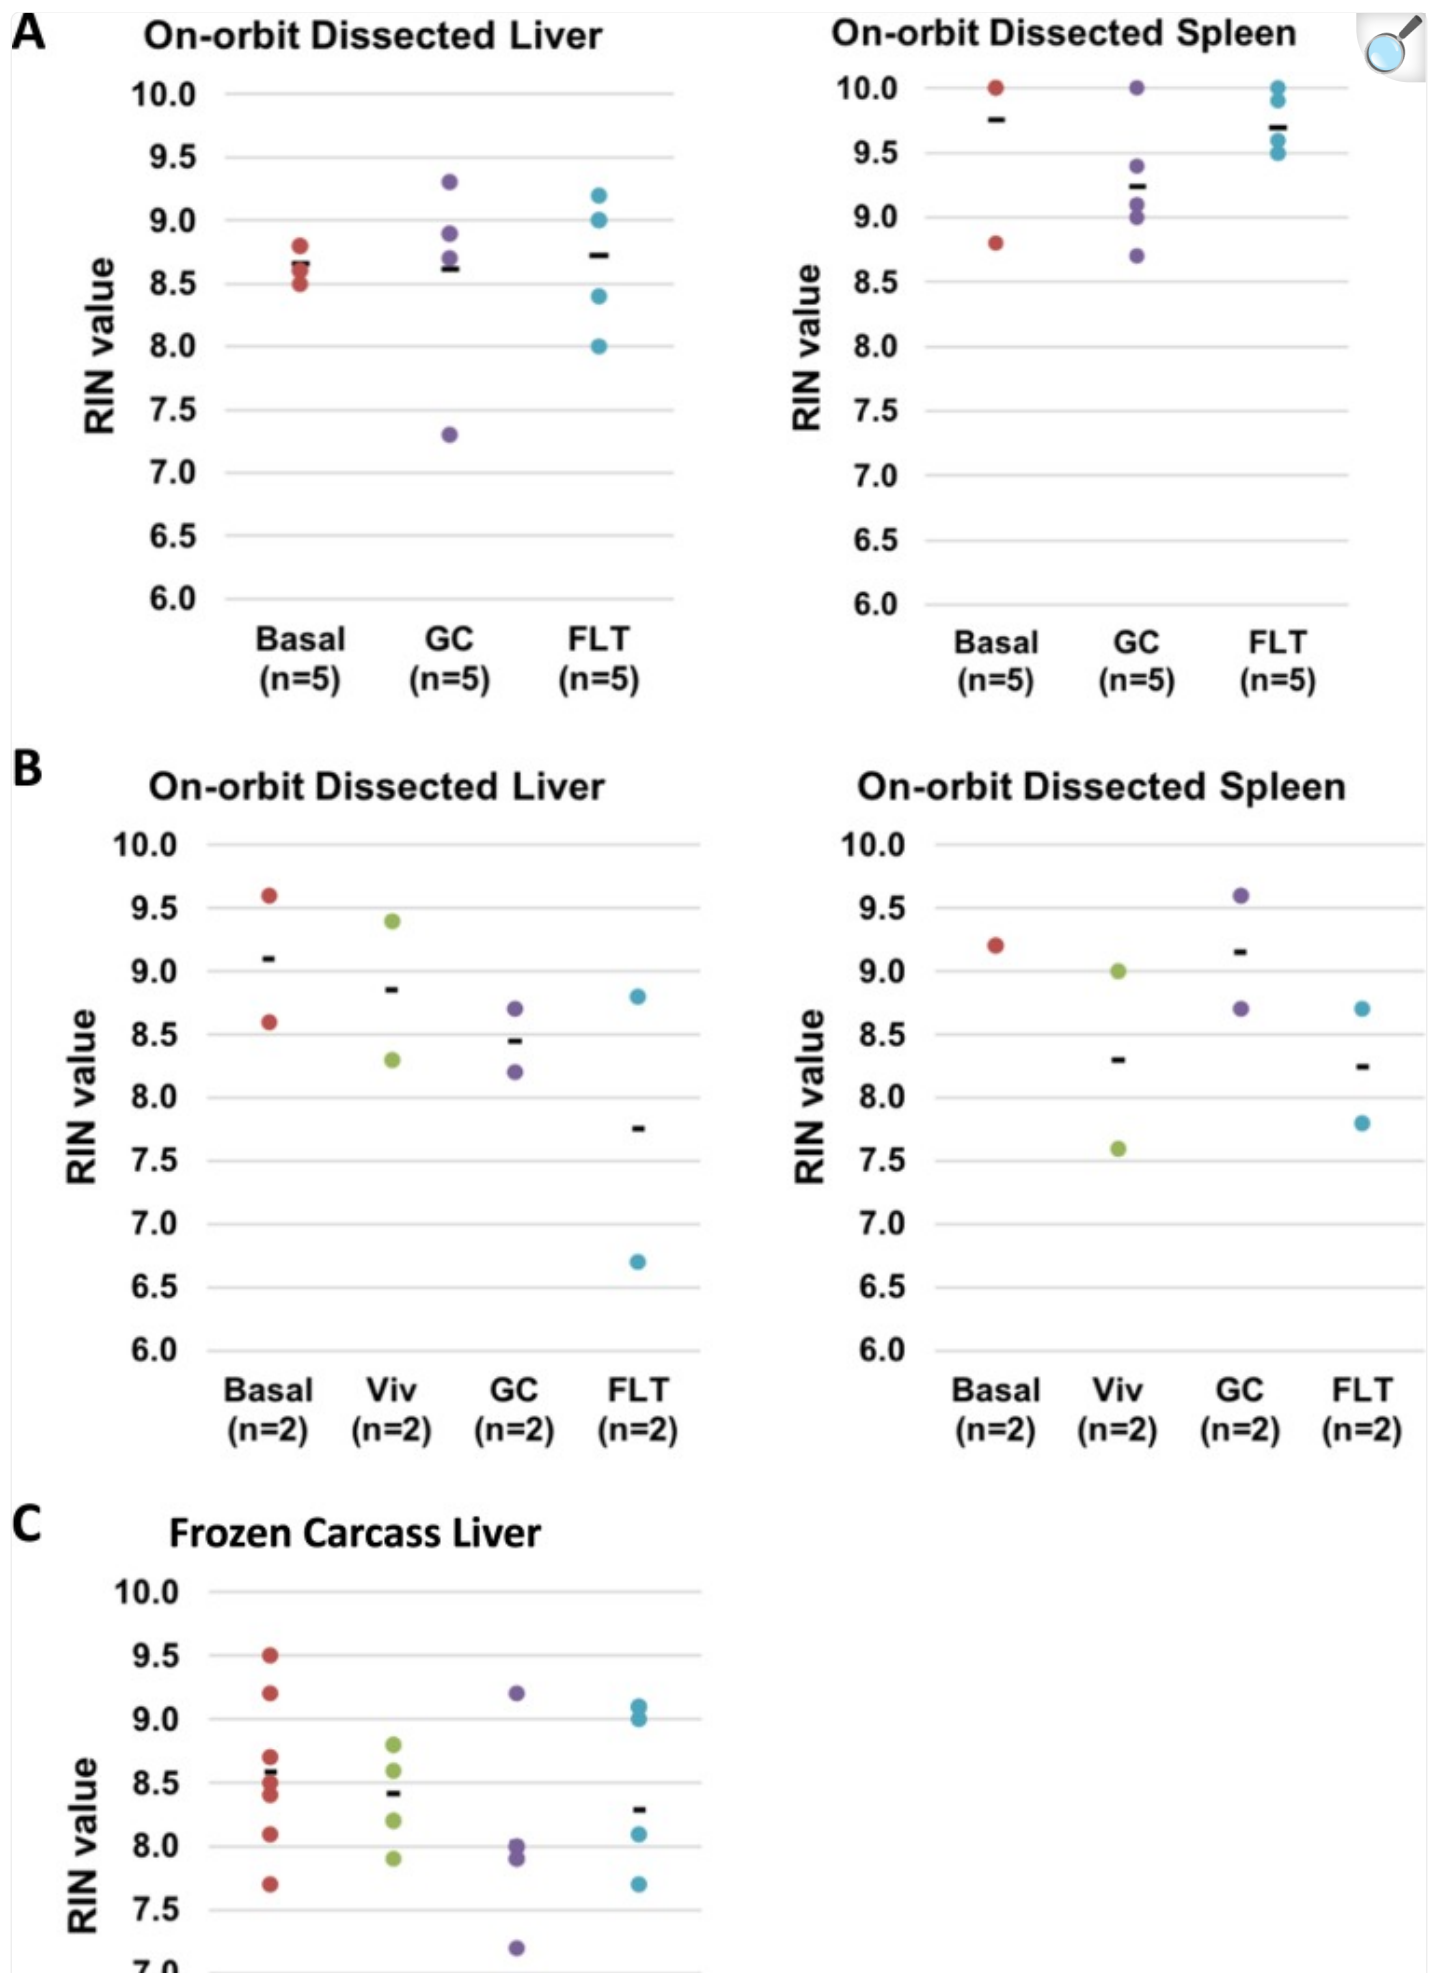 A
On-orbit Dissected Liver
10.0
9.5
9.0
8.5
8.0
7.5
7.0
6.5
6.0
RIN value
Basal GC FLT
(n=5) (n=5) (n=5)
On-orbit Dissected Spleen
10.0
9.5
9.0
8.5
8.0
7.5
7.0
6.5
6.0
RIN value
Basal GC FLT
(n=5) (n=5) (n=5)
B
On-orbit Dissected Liver
10.0
9.5
9.0
8.5
8.0
7.5
7.0
6.5
6.0
RIN value
Basal Viv GC FLT
(n=2) (n=2) (n=2) (n=2)
On-orbit Dissected Spleen
10.0
9.5
9.0
8.5
8.0
7.5
7.0
6.5
6.0
RIN value
Basal Viv GC FLT
(n=2) (n=2) (n=2) (n=2)
C
Frozen Carcass Liver
10.0
9.5
9.0
8.5
8.0
7.5
7.0
RIN value